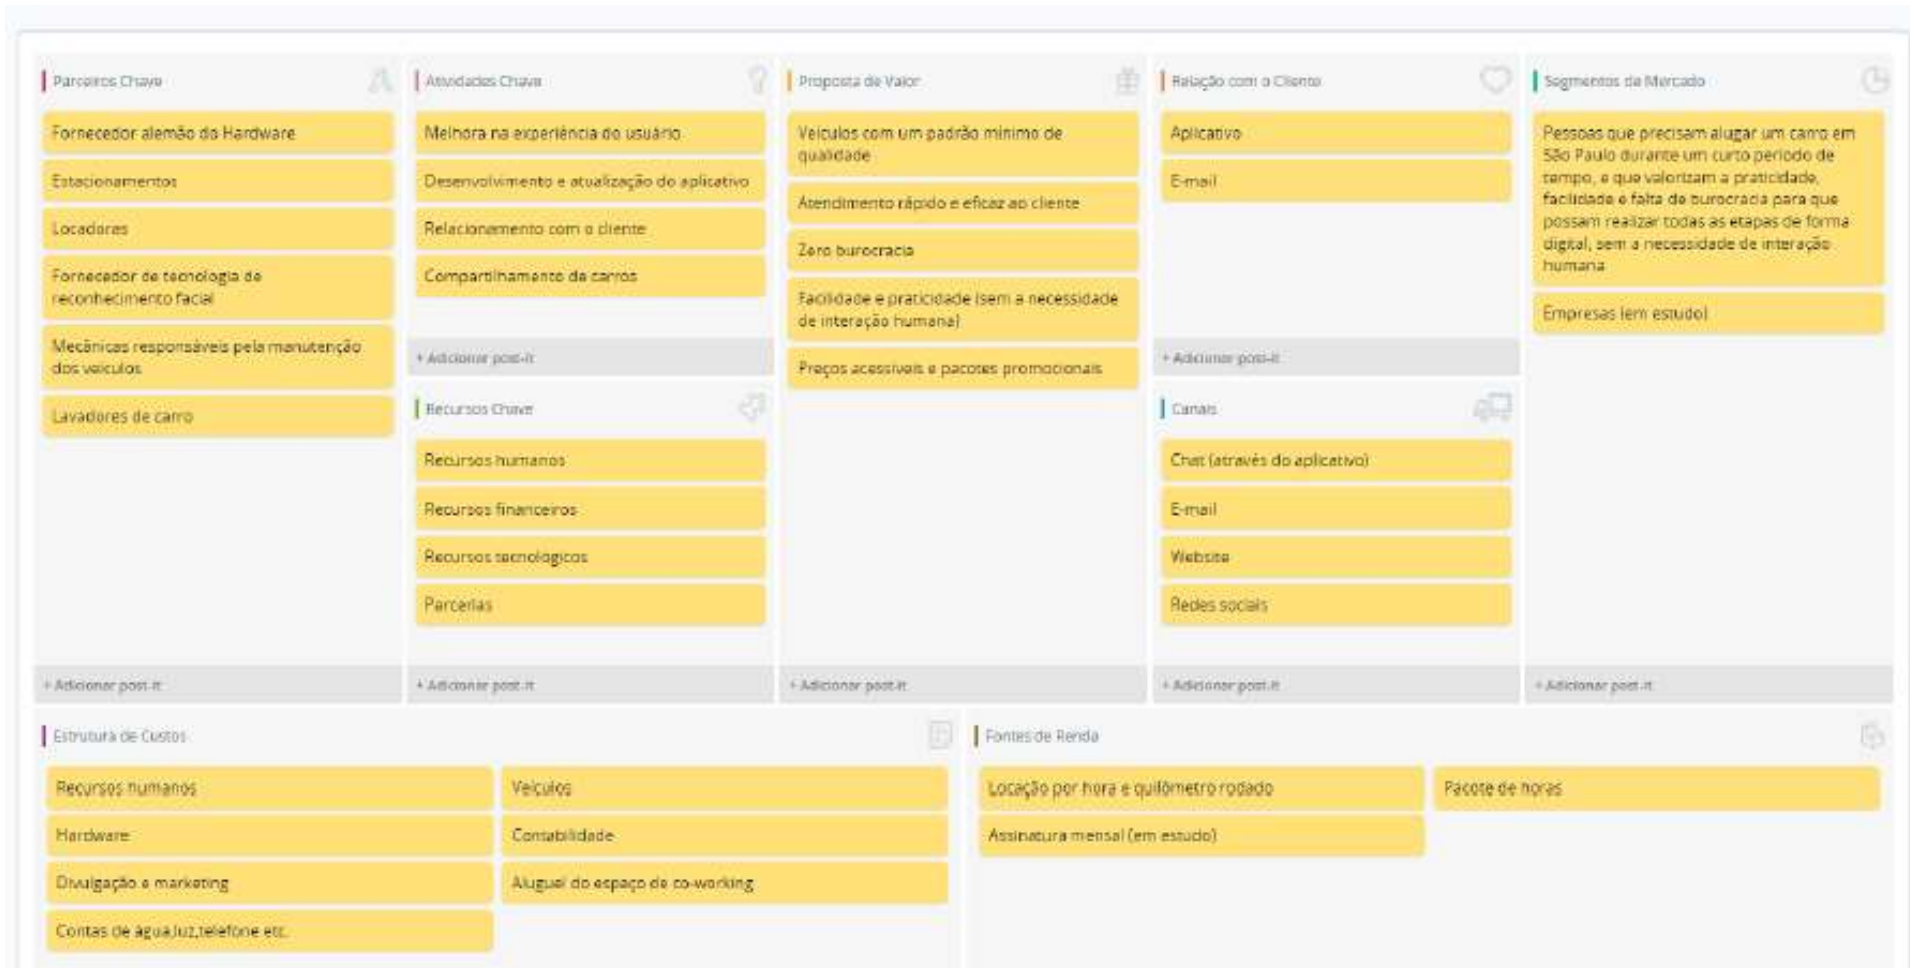 Parceiros Chave
Fornecedor alemão do Hardware
Estacionamentos
Locadoras
Fornecedor de tecnologia de
reconhecimento facial
Mecânicas responsáveis pela manutenção
dos veículos
Lavadores de carro
+ Adicionar post-it
Atividades Chave
Melhora na experiência do usuário
Desenvolvimento e atualização do aplicativo
Relacionamento com o cliente
Compartilhamento de carros
+ Adicionar post-it
Recursos Chave
Recursos humanos
Recursos financeiros
Recursos tecnológicos
Parcerias
+ Adicionar post-it
Proposta de Valor
Veículos com um padrão mínimo de
qualidade
Atendimento rápido e eficaz ao cliente
Zero burocracia
Facilidade e praticidade (sem a necessidade
de interação humana)
Preços acessíveis e pacotes promocionais
+ Adicionar post-it
Relação com o Cliente
Aplicativo
E-mail
+ Adicionar post-it
Canais
Chat (através do aplicativo)
E-mail
Website
Redes sociais
+ Adicionar post-it
Segmentos de Mercado
Pessoas que precisam alugar um carro em
São Paulo durante um curto período de
tempo, e que valorizam a praticidade,
facilidade e falta de burocracia para que
possam realizar todas as etapas de forma
digital, sem a necessidade de interação
humana
Empresas (em estudo)
+ Adicionar post-it
Estrutura de Custos
Recursos humanos
Veículos
Hardware
Contabilidade
Divulgação e marketing
Aluguel do espaço de co-working
Contas de água,luz,telefone etc.
Fontes de Renda
Locação por hora e quilômetro rodado
Pacote de horas
Assinatura mensal (em estudo)